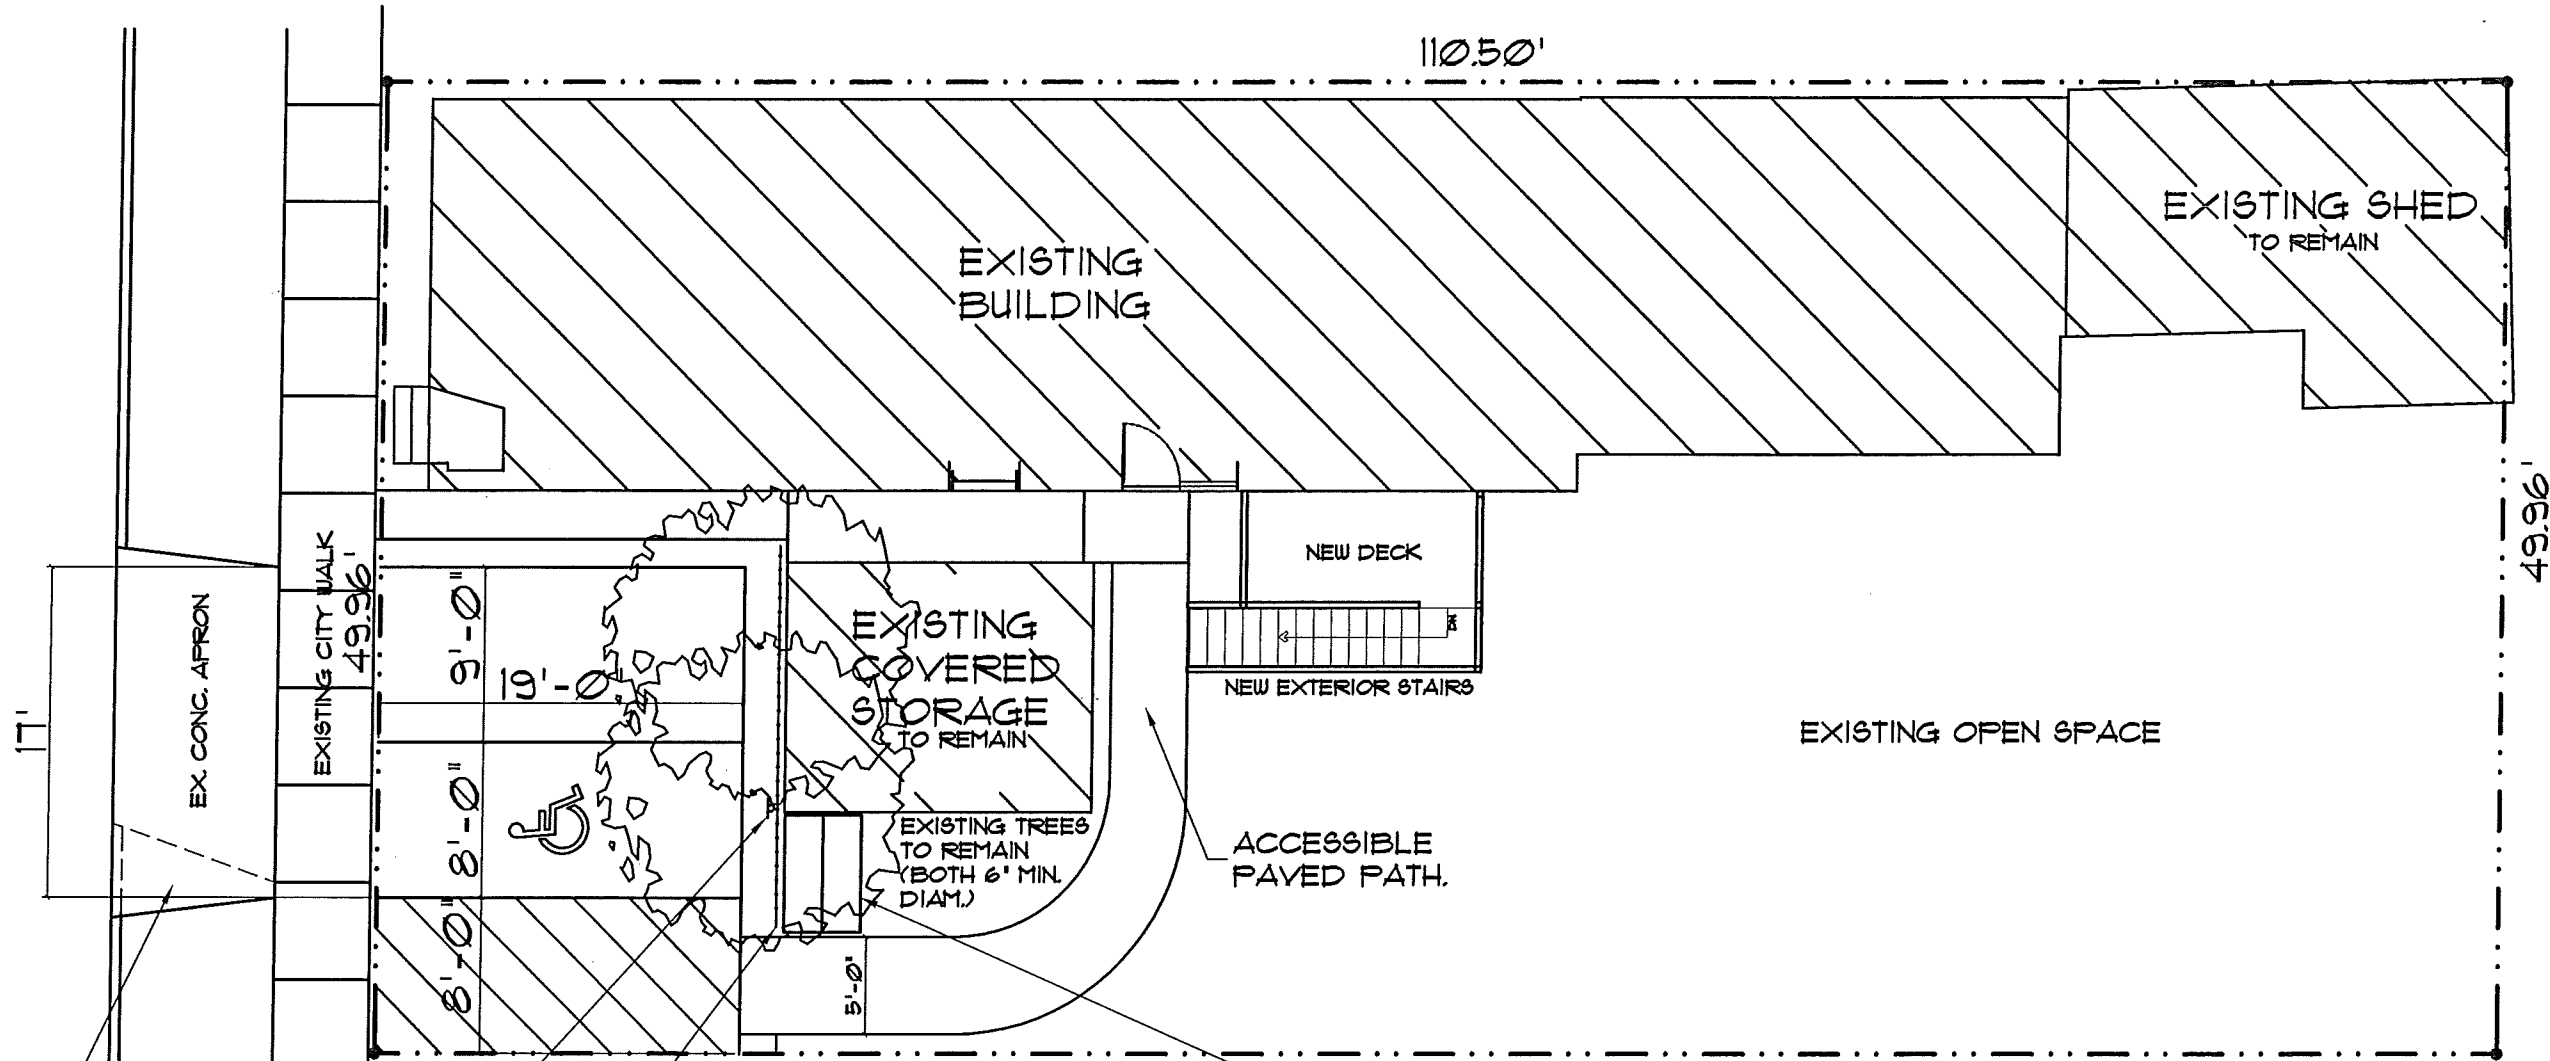 110.50'
EXISTING SHED
TO REMAIN
EXISTING
BUILDING
49.96'
NEW DECK
DN
NEW EXTERIOR STAIRS
EXISTING OPEN SPACE
EXISTING
COVERED
STORAGE
TO REMAIN
EXISTING TREES
TO REMAIN
(BOTH 6" MIN.
DIAM.)
ACCESSIBLE
PAVED PATH.
5'-0"
17'
EX. CONC. APRON
EXISTING CITY WALK
49.96'
9'-0"
19'-0"
8'-0"
8'-0"